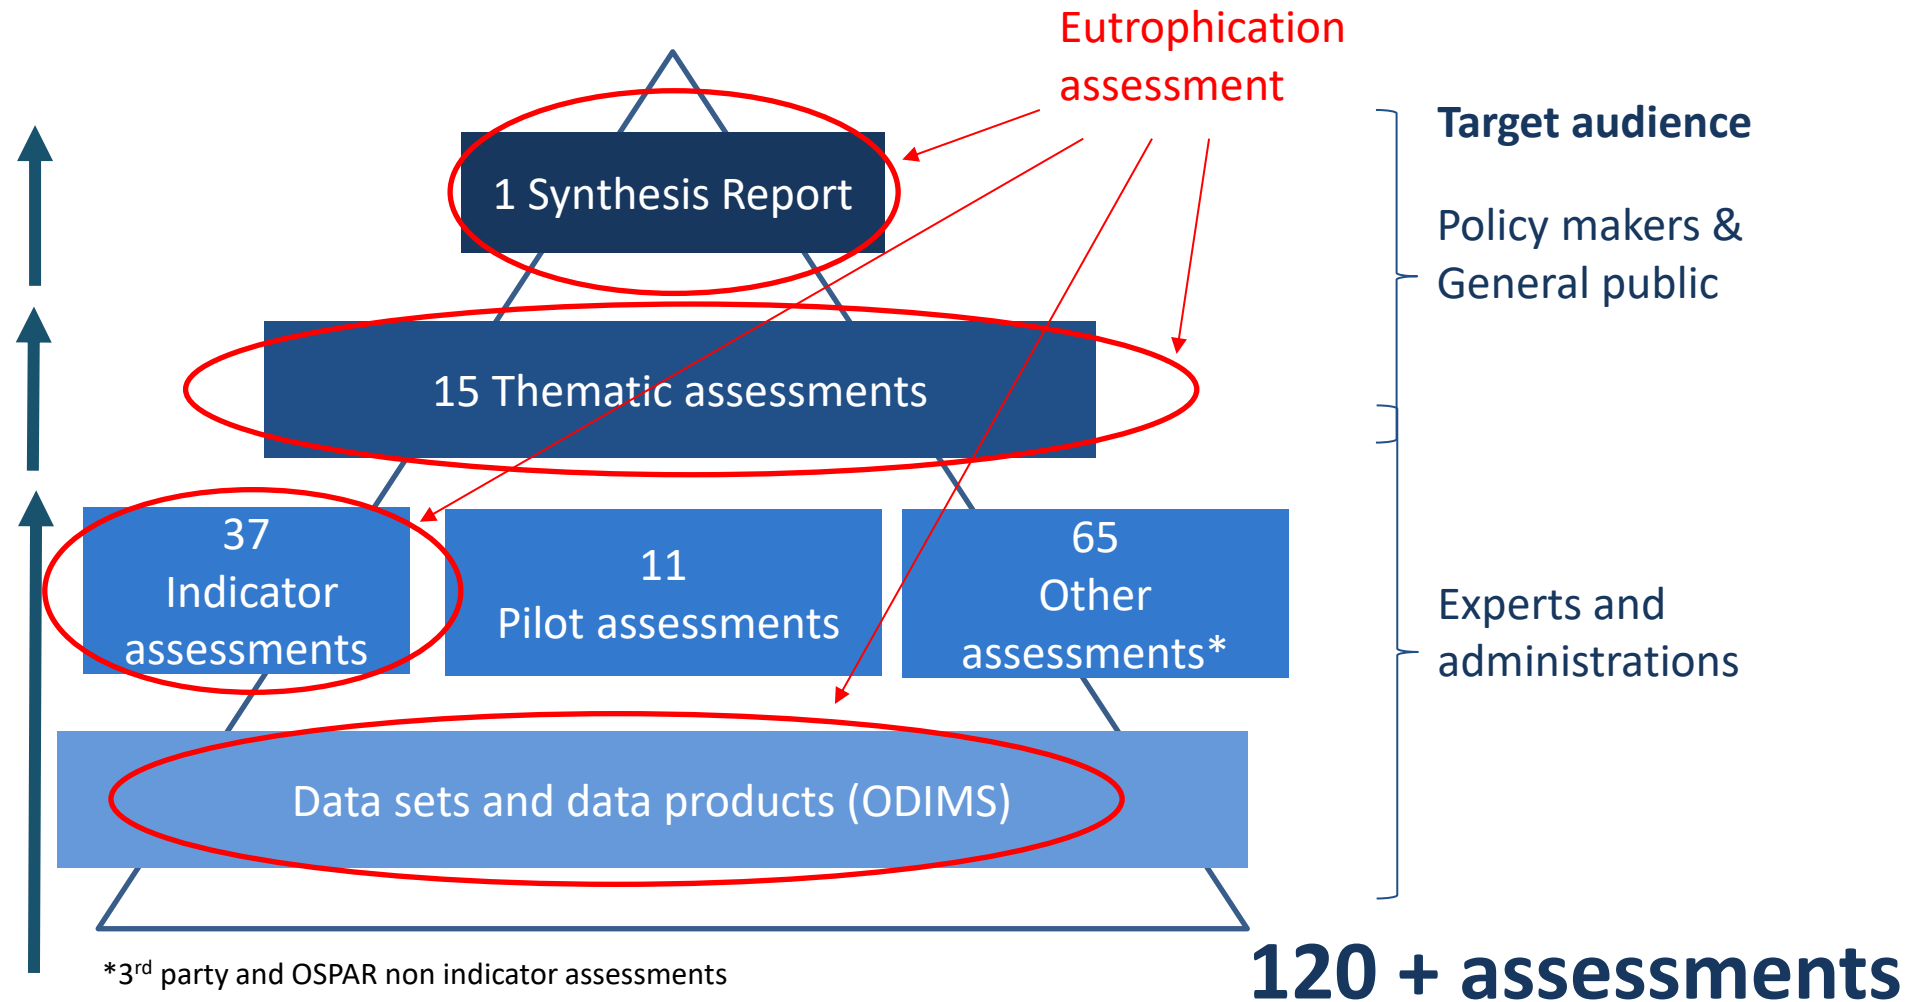 Eutrophication
assessment
1 Synthesis Report
15 Thematic assessments
37
Indicator
assessments
11
Pilot assessments
65
Other
assessments*
Data sets and data products (ODIMS)
Target audience
Policy makers &
General public
Experts and
administrations
*3rd party and OSPAR non indicator assessments
120 + assessments